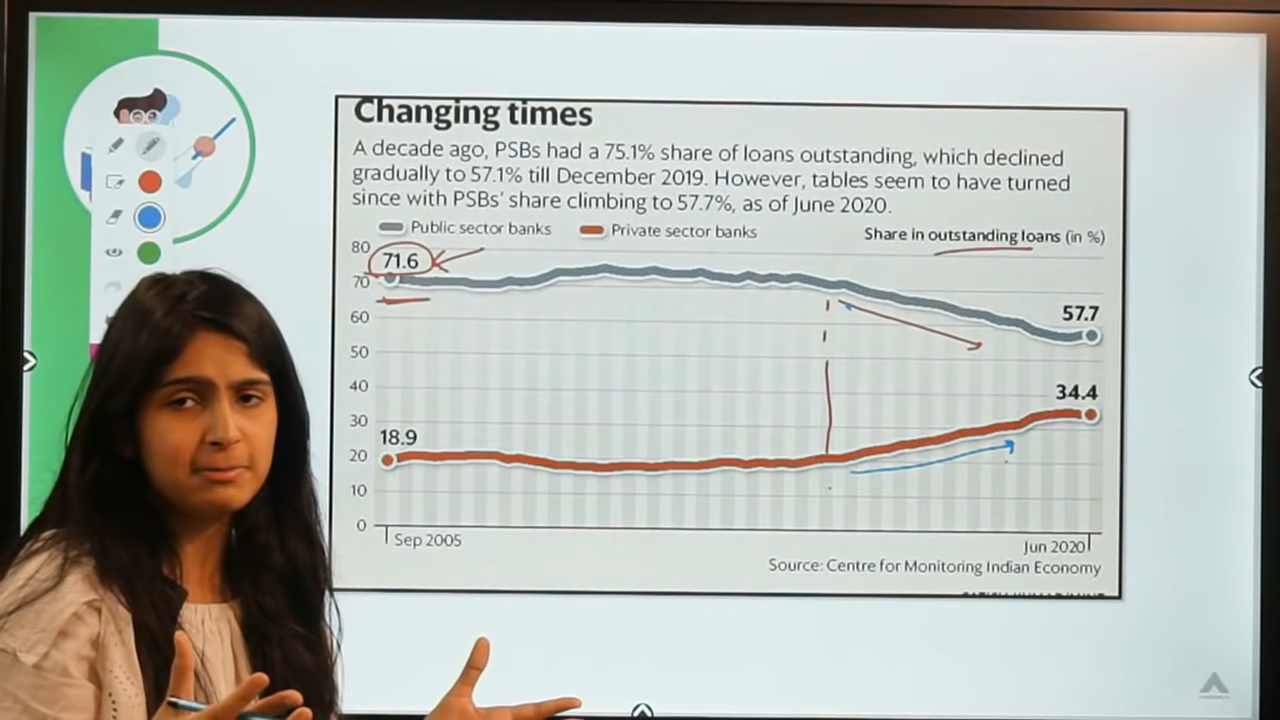 Changing times
A decade ago, PSBs had a 75.1% share of loans outstanding, which declined
gradually to 57.1% till December 2019. However, tables seem to have turned
since with PSBs' share climbing to 57.7%, as of June 2020.
Public sector banks Private sector banks Share in outstanding loans (in %)
80
71.6
70
60
57.7
50
40
34.4
30
18.9
20
10
0
Sep 2005 Jun 2020
Source: Centre for Monitoring Indian Economy